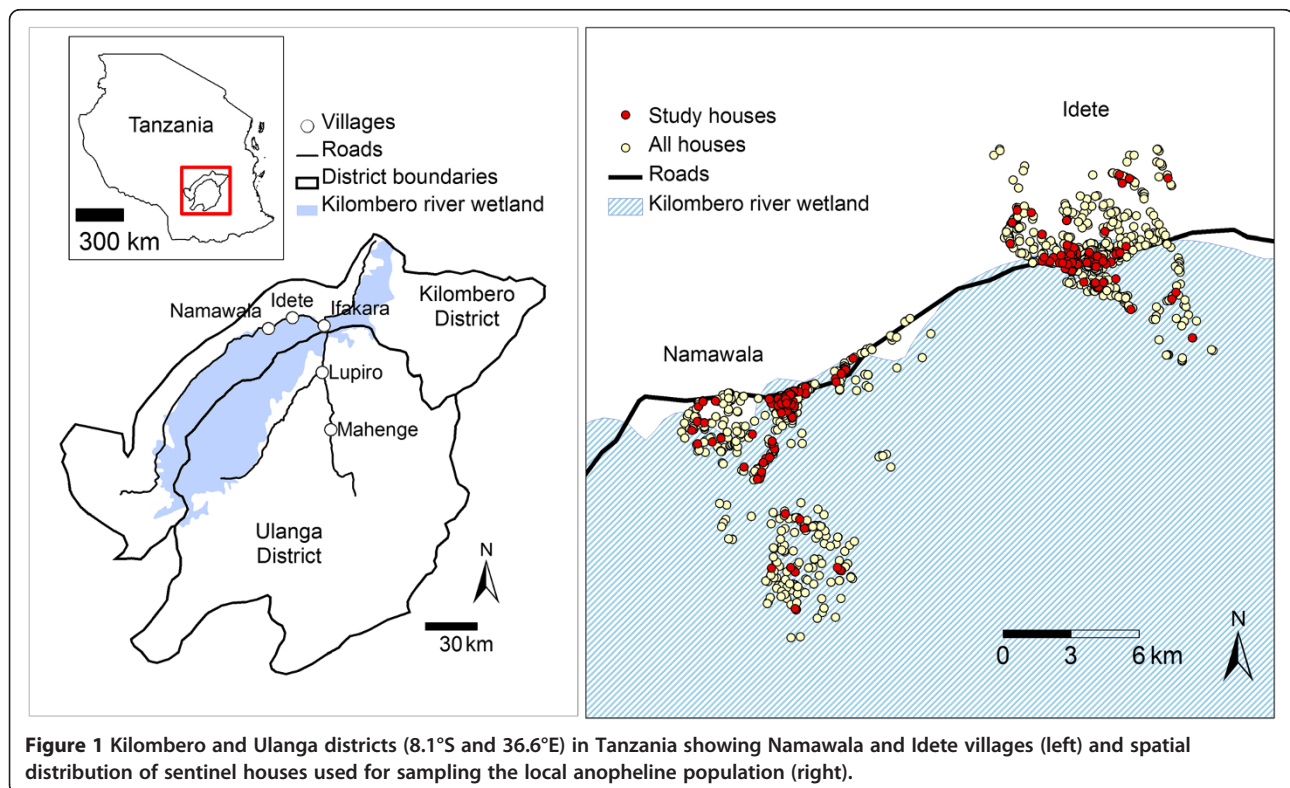 Tanzania
300 km
Villages
Roads
District boundaries
Kilombero river wetland
Namawala
Idete
Ifakara
Kilombero
District
Lupiro
Mahenge
Ulanga
District
N
30 km
Study houses
All houses
Roads
Kilombero river wetland
Idete
Namawala
N
0 3 6 km
Figure 1 Kilombero and Ulanga districts (8.1°S and 36.6°E) in Tanzania showing Namawala and Idete villages (left) and spatial
distribution of sentinel houses used for sampling the local anopheline population (right).